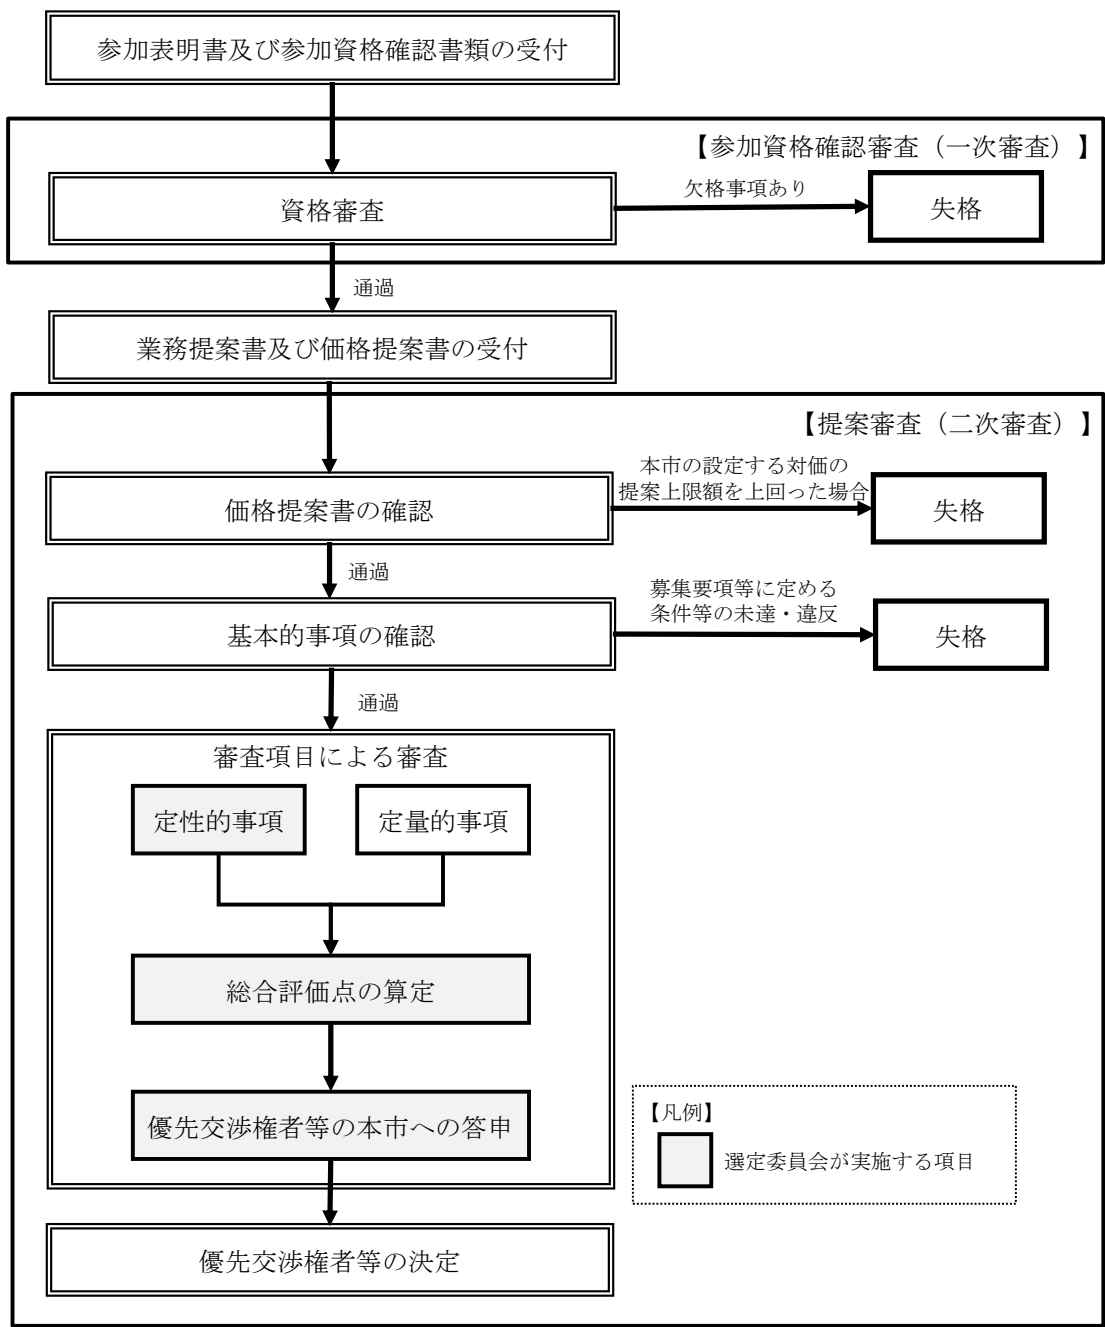 参加表明書及び参加資格確認書類の受付
【参加資格確認審査（一次審査）】
資格審査
欠格事項あり
失格
通過
業務提案書及び価格提案書の受付
【提案審査（二次審査）】
価格提案書の確認
本市の設定する対価の
提案上限額を上回った場合
失格
通過
基本的事項の確認
募集要項等に定める
条件等の未達・違反
失格
通過
審査項目による審査
定性的事項
定量的事項
総合評価点の算定
優先交渉権者等の本市への答申
【凡例】
選定委員会が実施する項目
優先交渉権者等の決定